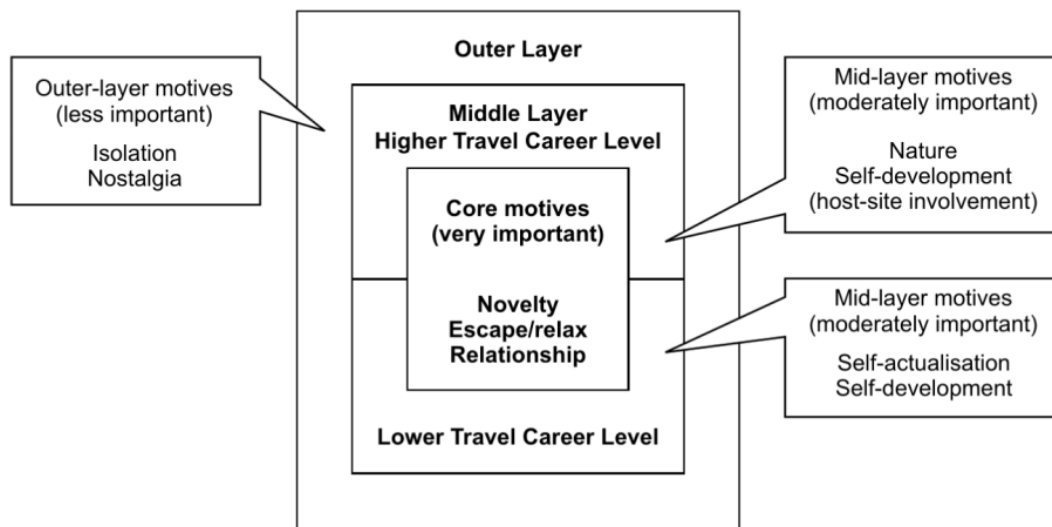 Outer Layer
Outer-layer motives
(less important)
Isolation
Nostalgia
Middle Layer
Higher Travel Career Level
Core motives
(very important)
Novelty
Escape/relax
Relationship
Lower Travel Career Level
Mid-layer motives
(moderately important)
Nature
Self-development
(host-site involvement)
Mid-layer motives
(moderately important)
Self-actualisation
Self-development